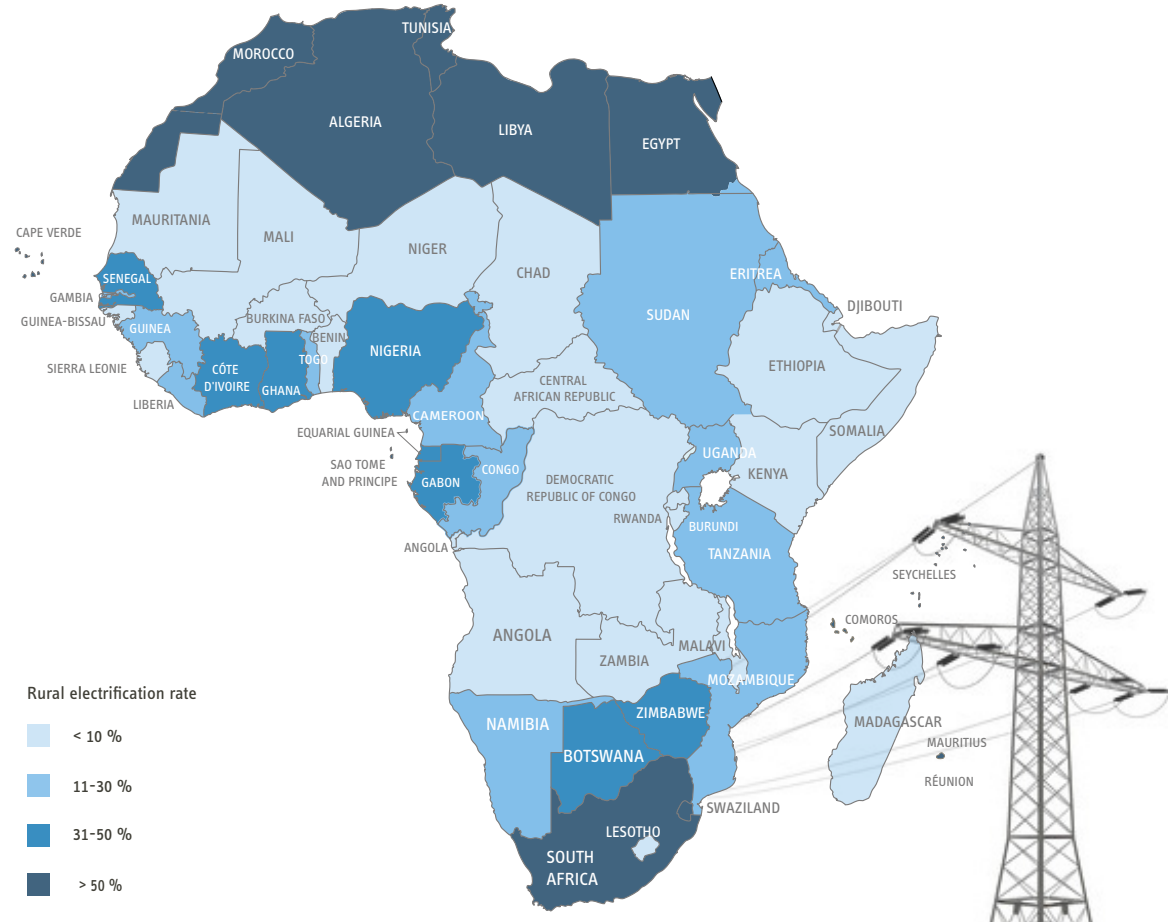 TUNISIA
MOROCCO
ALGERIA
LIBYA
EGYPT
MAURITANIA
MALI
NIGER
CHAD
CAPE VERDE
SENEGAL
GAMBIA
GUINEA-BISSAU
GUINEA
SIERRA LEONIE
LIBERIA
CÔTE
D'IVOIRE
GHANA
BURKINA FASO
BENIN
TOGO
NIGERIA
SUDAN
ERITREA
DJIBOUTI
ETHIOPIA
SOMALIA
CENTRAL
AFRICAN REPUBLIC
CAMEROON
EQUARIAL GUINEA
SAO TOME
AND PRINCIPE
GABON
CONGO
DEMOCRATIC
REPUBLIC OF CONGO
UGANDA
KENYA
RWANDA
BURUNDI
TANZANIA
ANGOLA
SEYCHELLES
COMOROS
ANGOLA
ZAMBIA
MALAVI
MOZAMBIQUE
ZIMBABWE
NAMIBIA
BOTSWANA
MADAGASCAR
MAURITIUS
RÉUNION
SWAZILAND
LESOTHO
SOUTH
AFRICA
Rural electrification rate
< 10 %
11-30 %
31-50 %
> 50 %